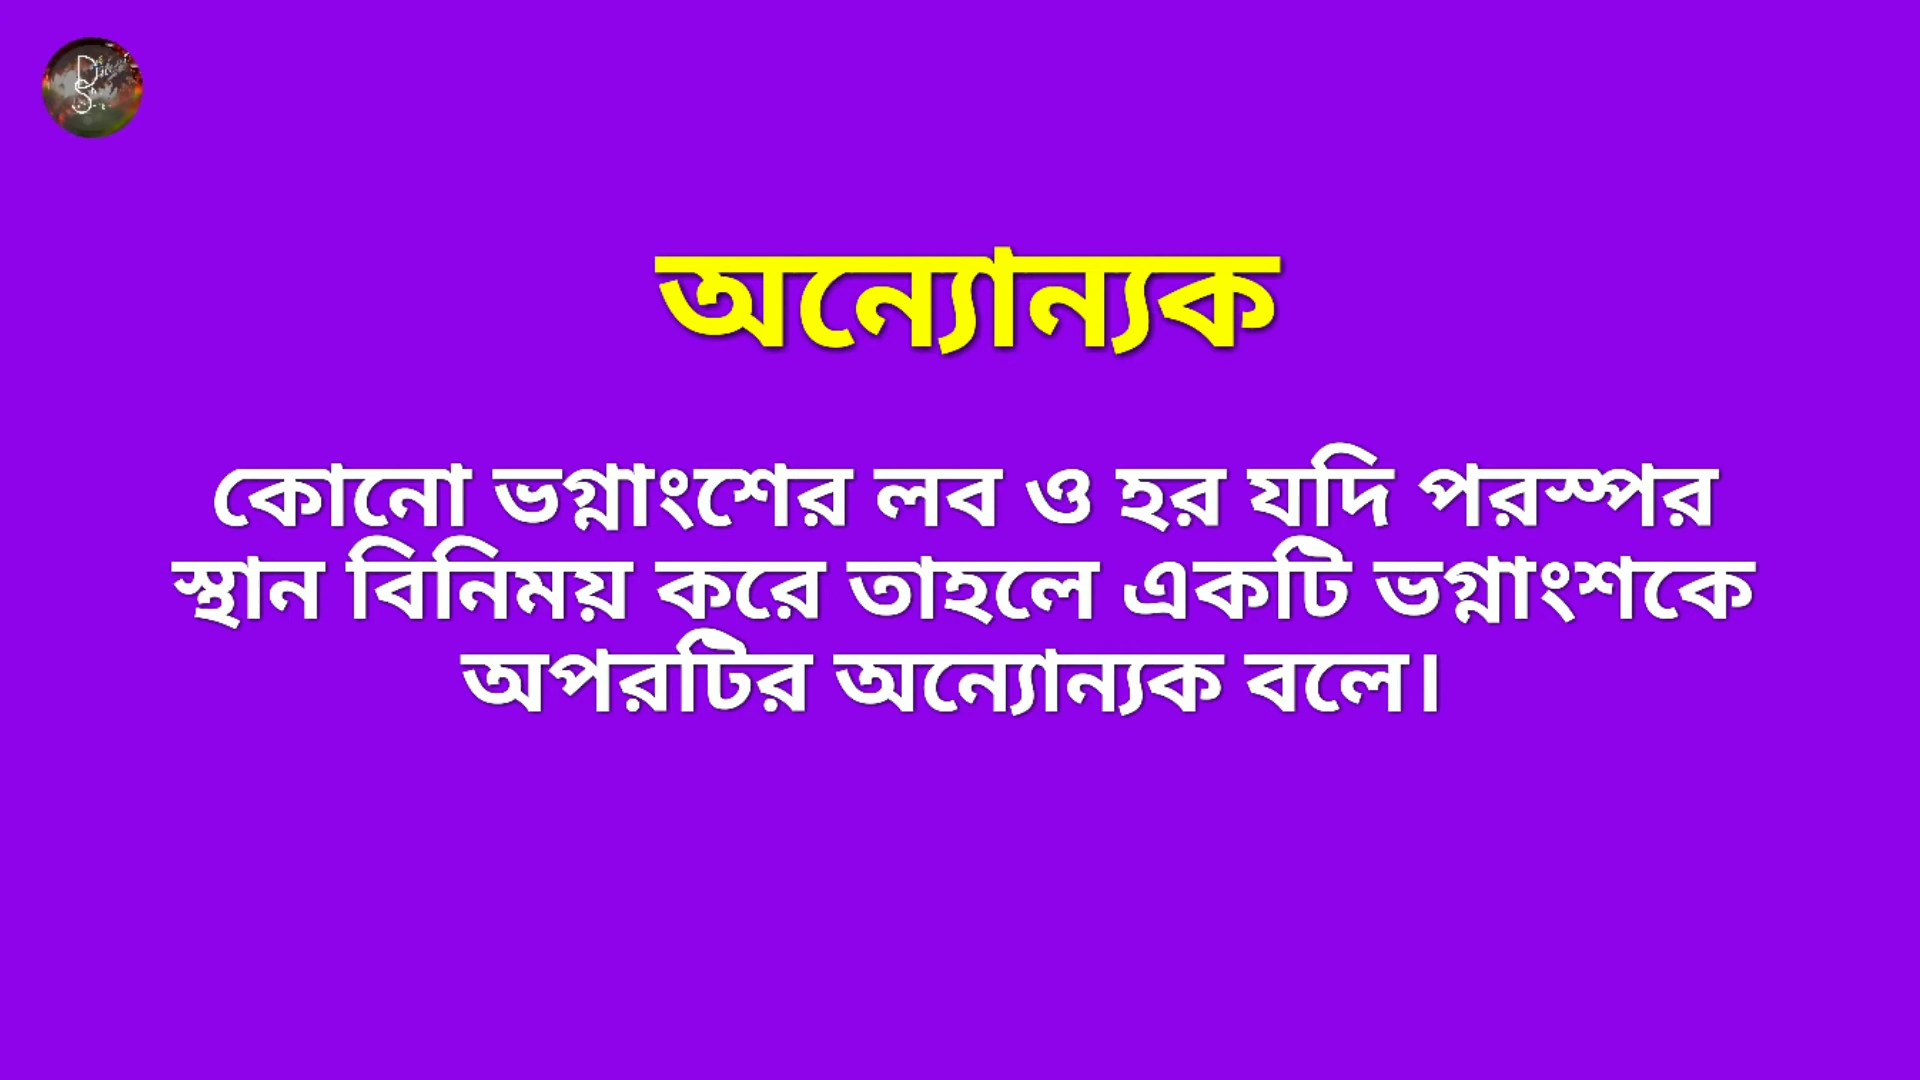 অন্যোন্যক
কোনো ভগ্নাংশের লব ও হর যদি পরস্পর
স্থান বিনিময় করে তাহলে একটি ভগ্নাংশকে
অপরটির অন্যোন্যক বলে।